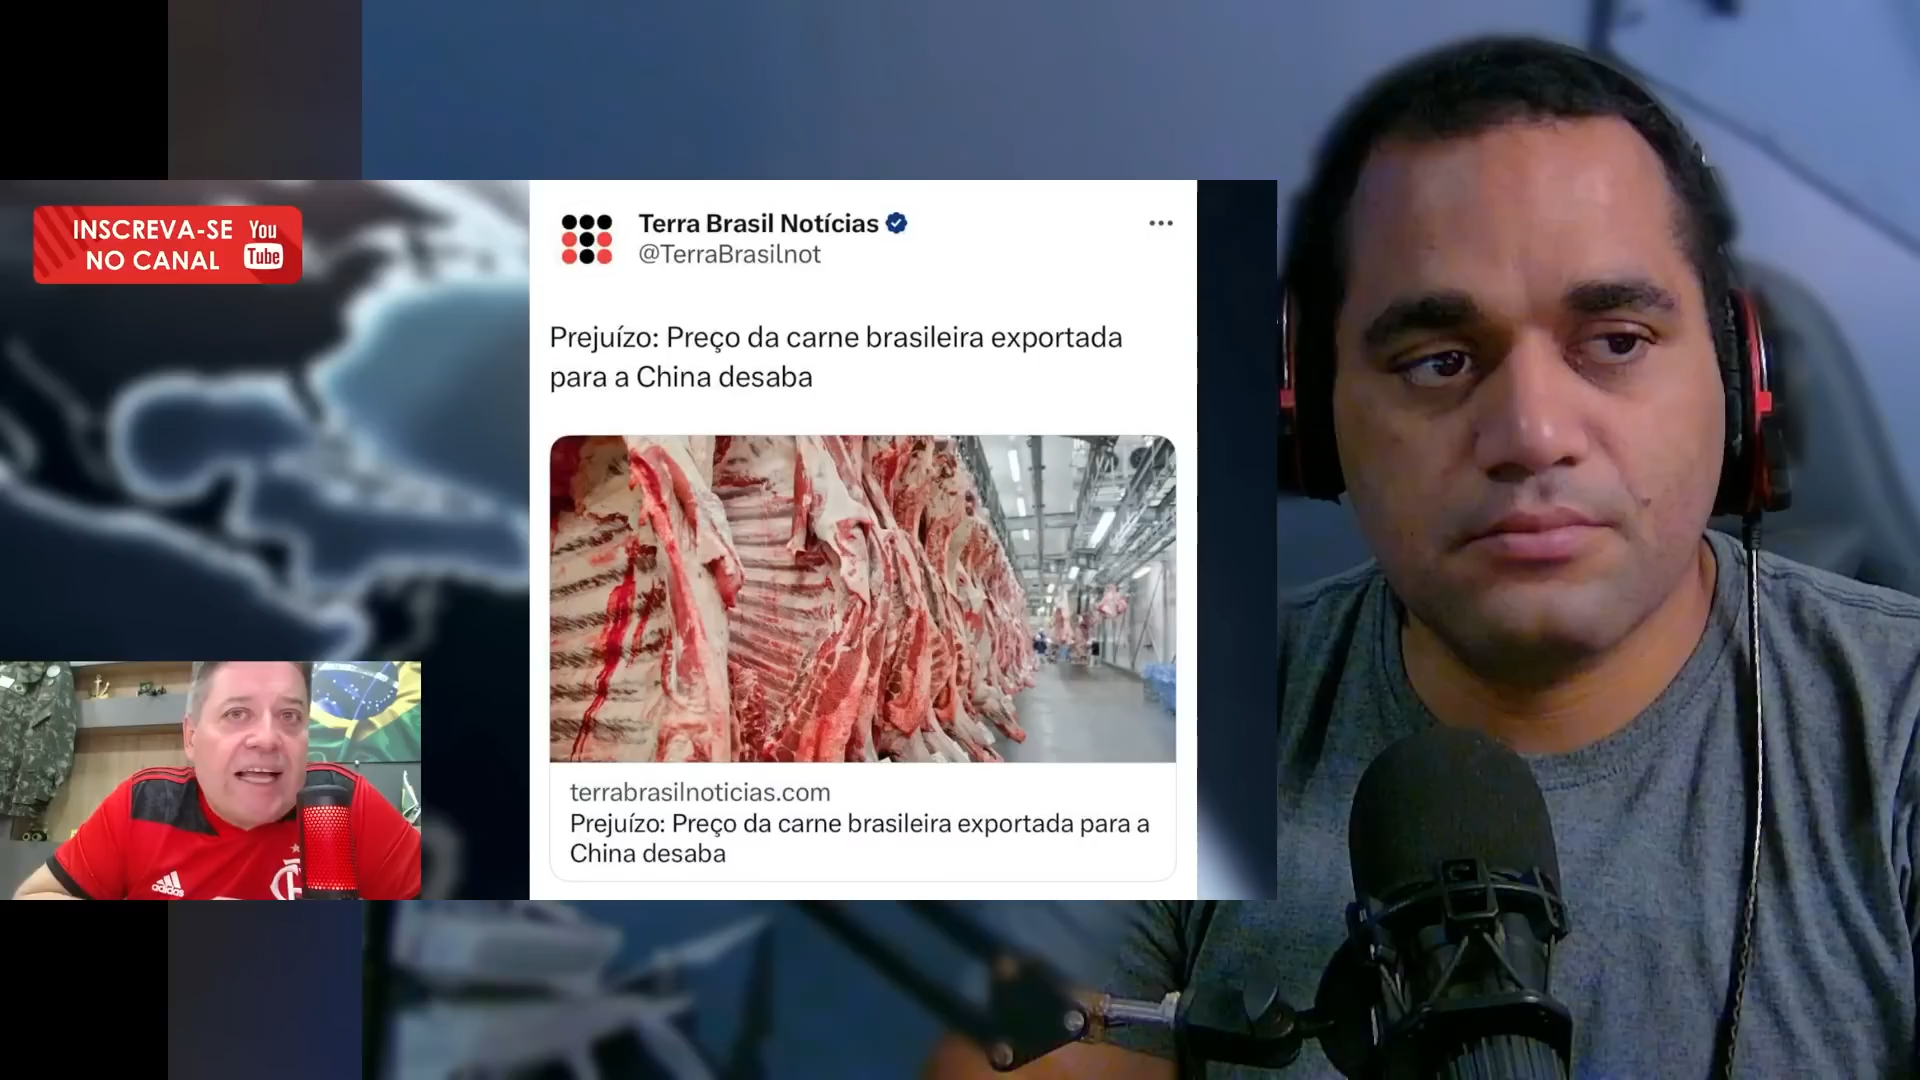 INSCREVA-SE
NO CANAL
You
Tube
Terra Brasil Notícias
@TerraBrasilnot
Prejuízo: Preço da carne brasileira exportada
para a China desaba
terrabrasilnoticias.com
Prejuízo: Preço da carne brasileira exportada para a
China desaba
adidas